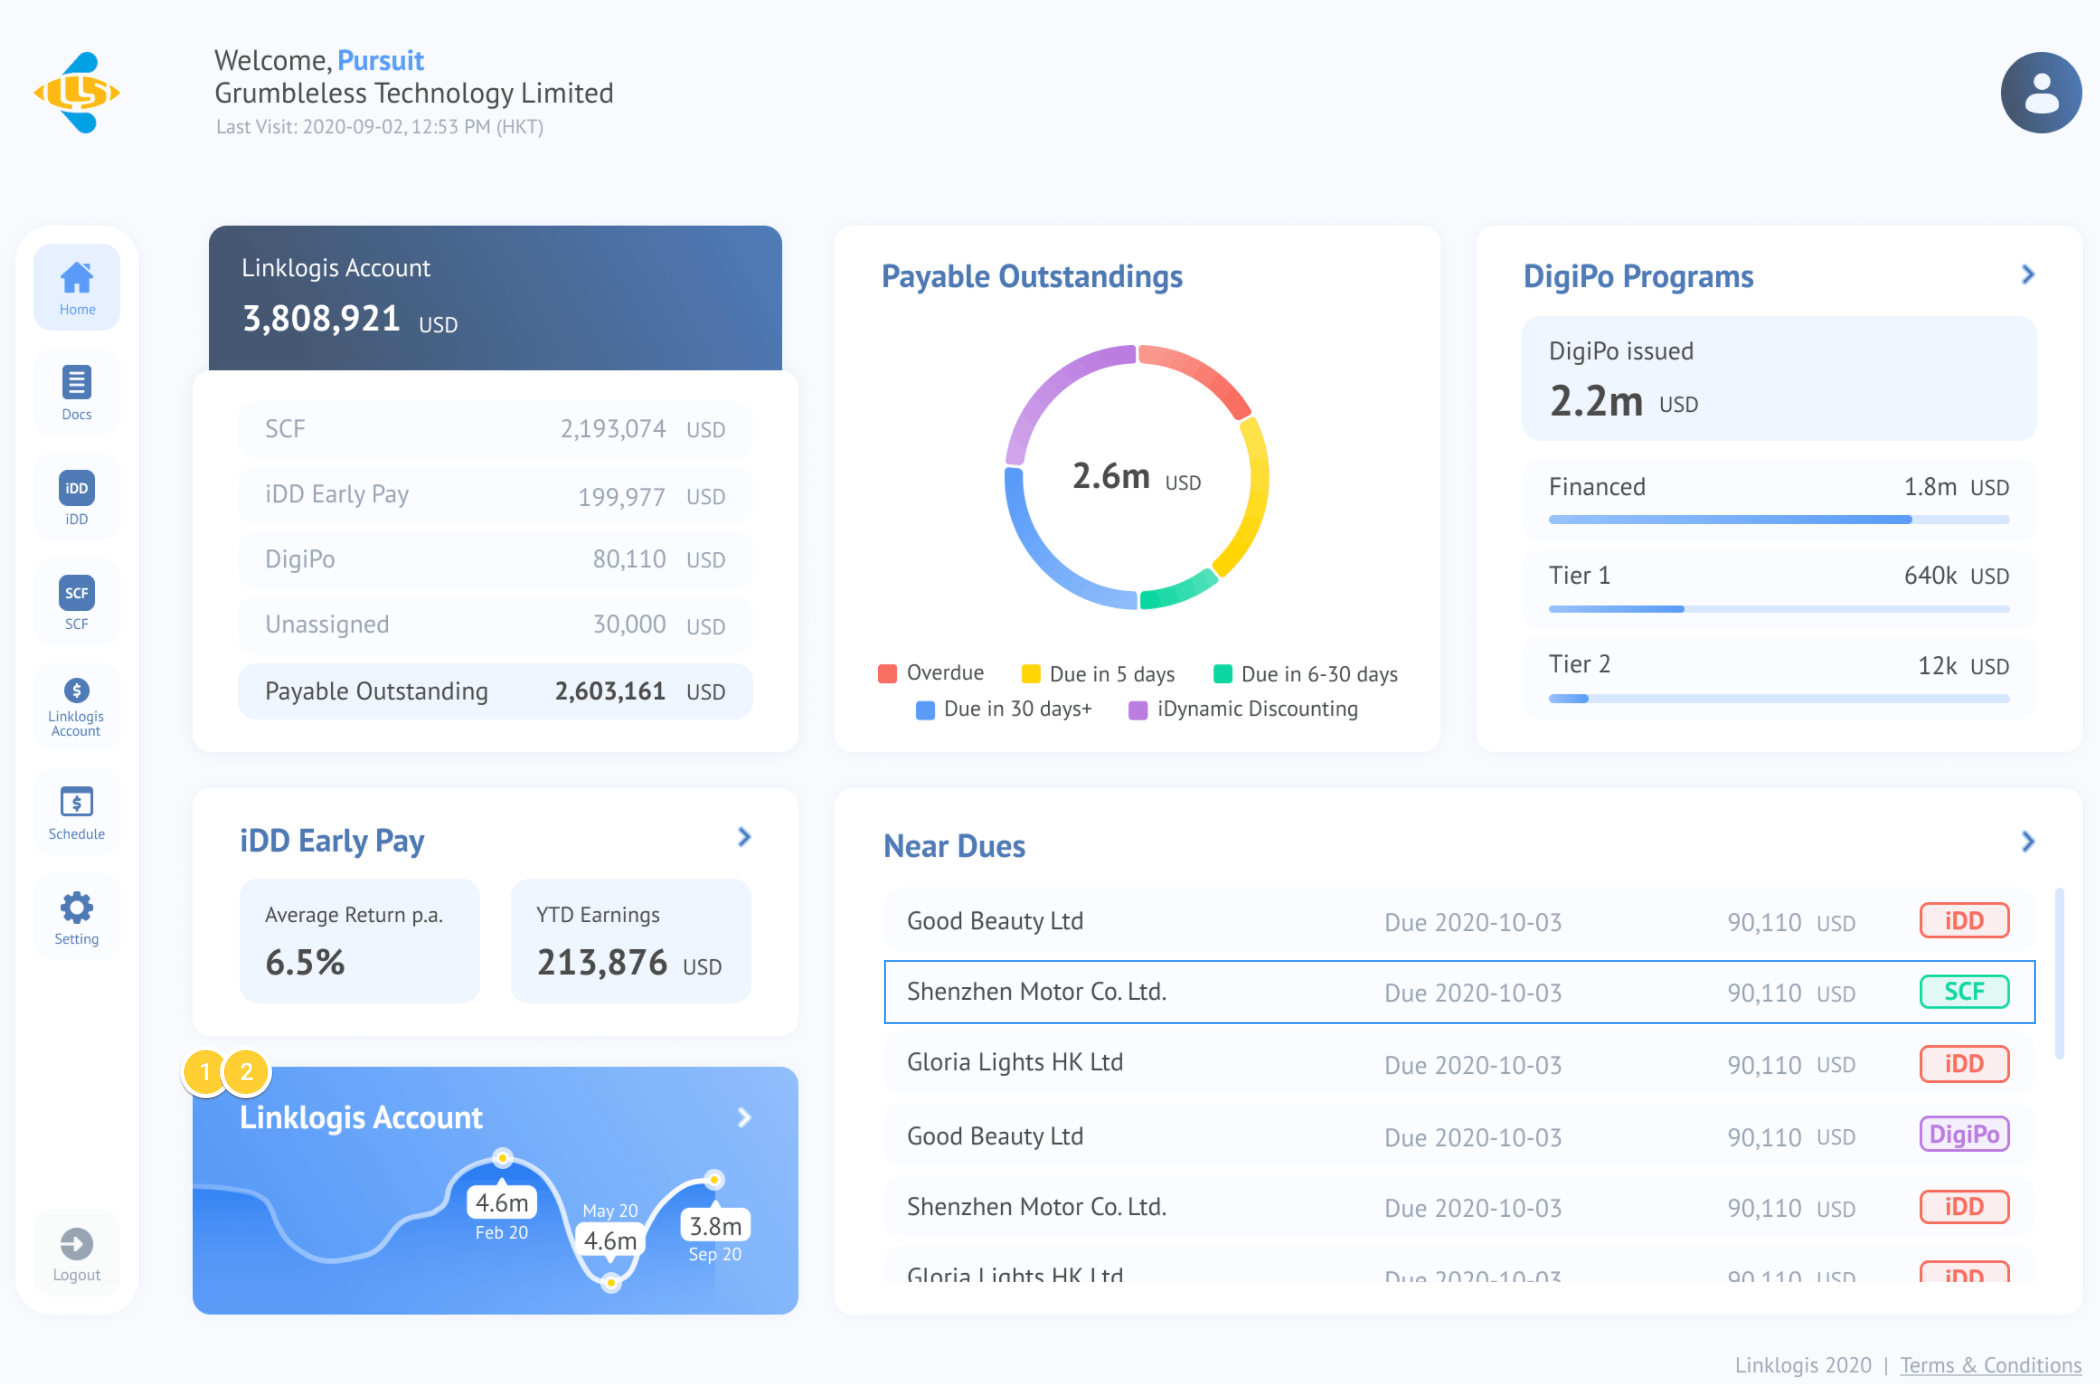 Welcome, Pursuit
Grumbleless Technology Limited
Last Visit: 2020-09-02, 12:53 PM (HKT)
Home
Docs
iDD
iDD
SCF
SCF
Linklogis
Account
Schedule
Setting
Logout
Linklogis Account
3,808,921 USD
SCF 2,193,074 USD
iDD Early Pay 199,977 USD
DigiPo 80,110 USD
Unassigned 30,000 USD
Payable Outstanding 2,603,161 USD
Payable Outstandings
2.6m USD
Overdue Due in 5 days Due in 6-30 days
Due in 30 days+ iDynamic Discounting
DigiPo Programs
DigiPo issued
2.2m USD
Financed 1.8m USD
Tier 1 640k USD
Tier 2 12k USD
iDD Early Pay
Average Return p.a.
6.5%
YTD Earnings
213,876 USD
1 2
Linklogis Account
4.6m
Feb 20
May 20
4.6m
3.8m
Sep 20
Near Dues
Good Beauty Ltd Due 2020-10-03 90,110 USD iDD
Shenzhen Motor Co. Ltd. Due 2020-10-03 90,110 USD SCF
Gloria Lights HK Ltd Due 2020-10-03 90,110 USD iDD
Good Beauty Ltd Due 2020-10-03 90,110 USD DigiPo
Shenzhen Motor Co. Ltd. Due 2020-10-03 90,110 USD iDD
Gloria Lights HK Ltd Due 2020-10-03 90,110 USD iDD
Linklogis 2020 | Terms & Conditions